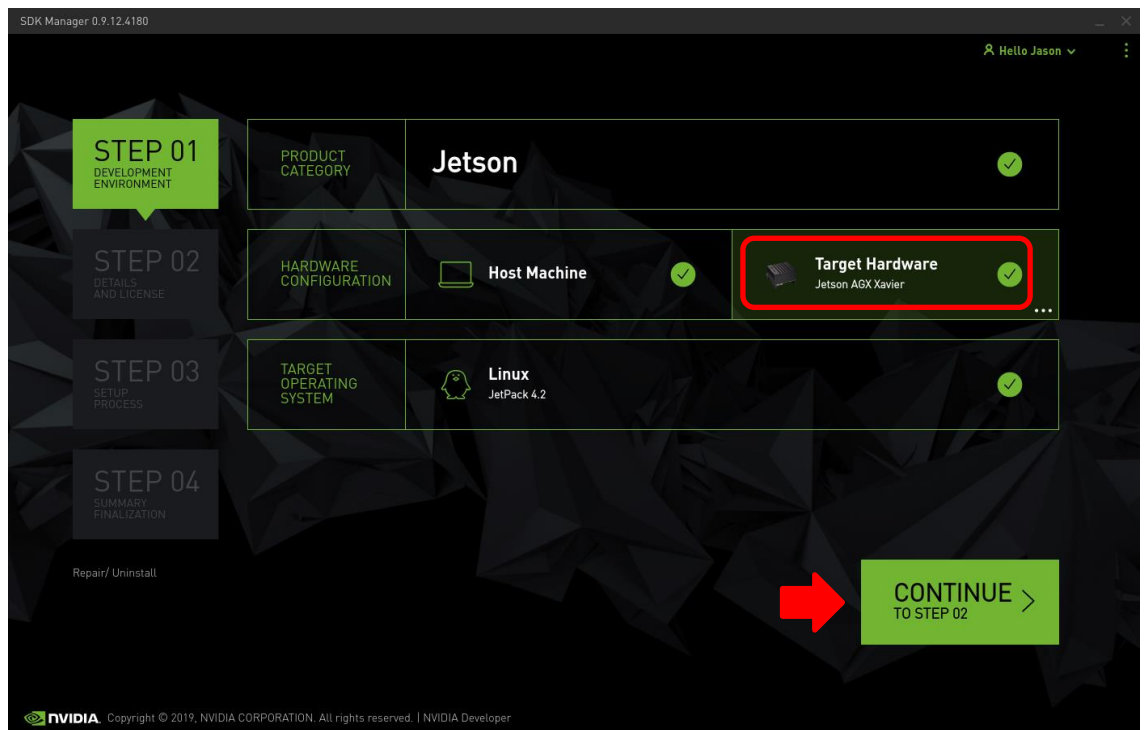 SDK Manager 0.9.12.4180
Hello Jason
STEP 01
DEVELOPMENT
ENVIRONMENT
PRODUCT
CATEGORY
Jetson
STEP 02
DETAILS
AND LICENSE
HARDWARE
CONFIGURATION
Host Machine
Target Hardware
Jetson AGX Xavier
STEP 03
SETUP
PROCESS
TARGET
OPERATING
SYSTEM
Linux
JetPack 4.2
STEP 04
SUMMARY
FINALIZATION
Repair/ Uninstall
CONTINUE >
TO STEP 02
NVIDIA. Copyright © 2019, NVIDIA CORPORATION. All rights reserved. | NVIDIA Developer